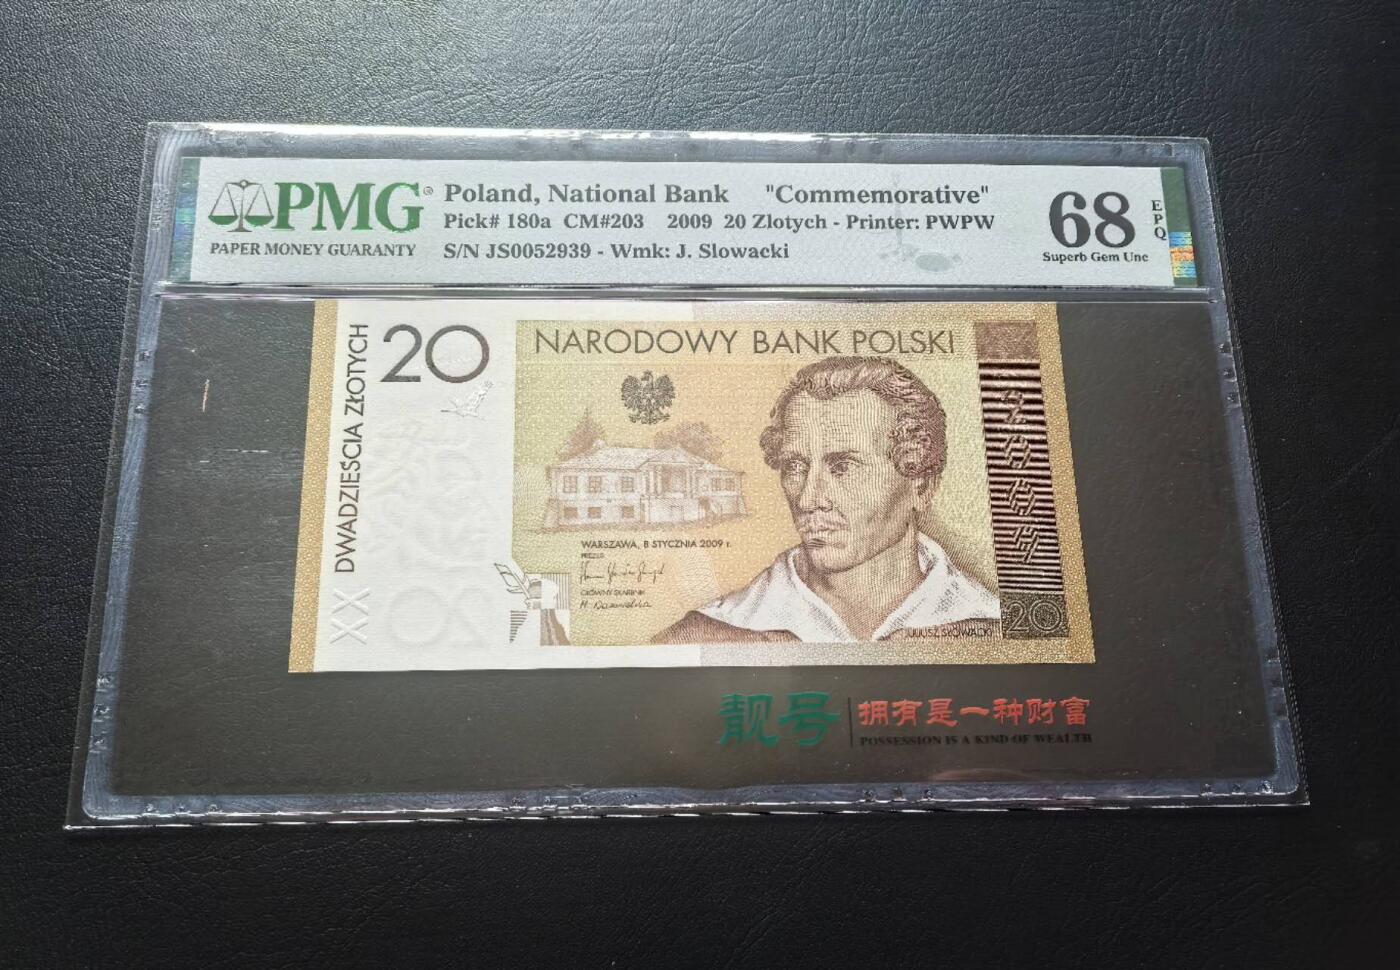 PMG®
PAPER MONEY GUARANTY
Poland, National Bank "Commemorative"
Pick# 180a CM#203 2009 20 Zlotych - Printer: PWPW
S/N JS0052939 - Wmk: J. Slowacki
68
EPQ
Superb Gem Unc
DWADZIEŚCIA ZŁOTYCH
XX
20
NARODOWY BANK POLSKI
WARSZAWA, 8 STYCZNIA 2009 r.
PREZES
GŁÓWNY SKARBNIK
JULIUSZ SŁOWACKI
2009
20
靓号
拥有是一种财富
POSSESSION IS A KIND OF WEALTH